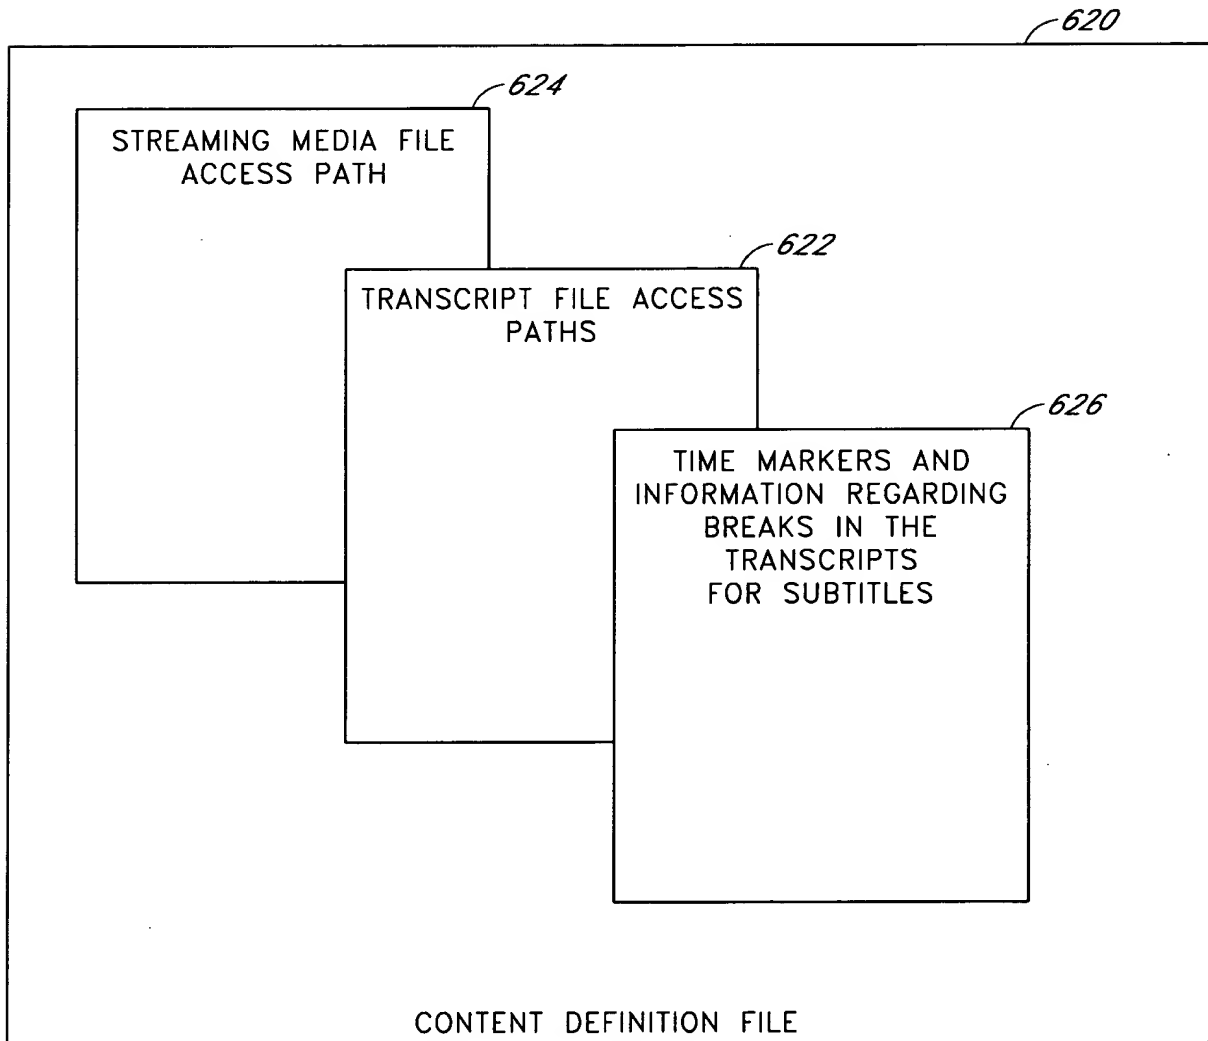 620
624
STREAMING MEDIA FILE
ACCESS PATH
622
TRANSCRIPT FILE ACCESS
PATHS
626
TIME MARKERS AND
INFORMATION REGARDING
BREAKS IN THE
TRANSCRIPTS
FOR SUBTITLES
CONTENT DEFINITION FILE